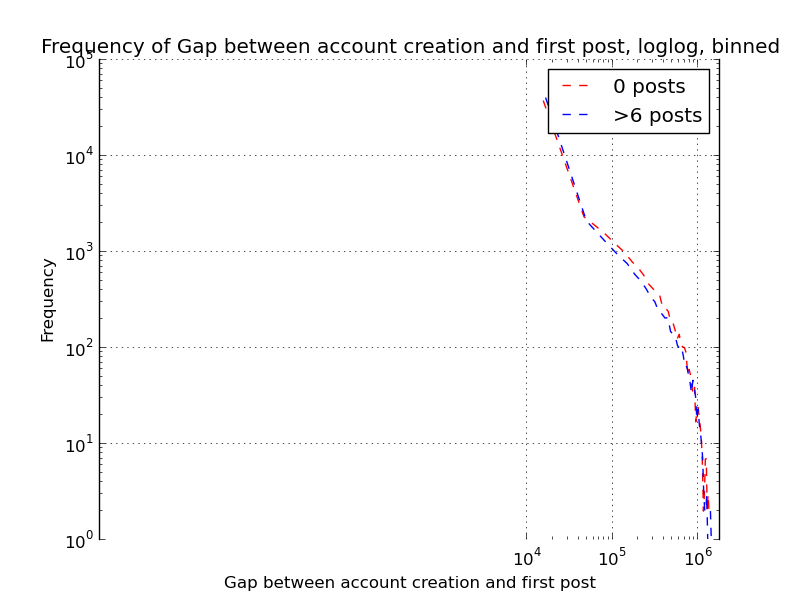 Frequency of Gap between account creation and first post, loglog, binned
10^5
10^4
10^3
10^2
10^1
10^0
Frequency
0 posts
>6 posts
10^4 10^5 10^6
Gap between account creation and first post